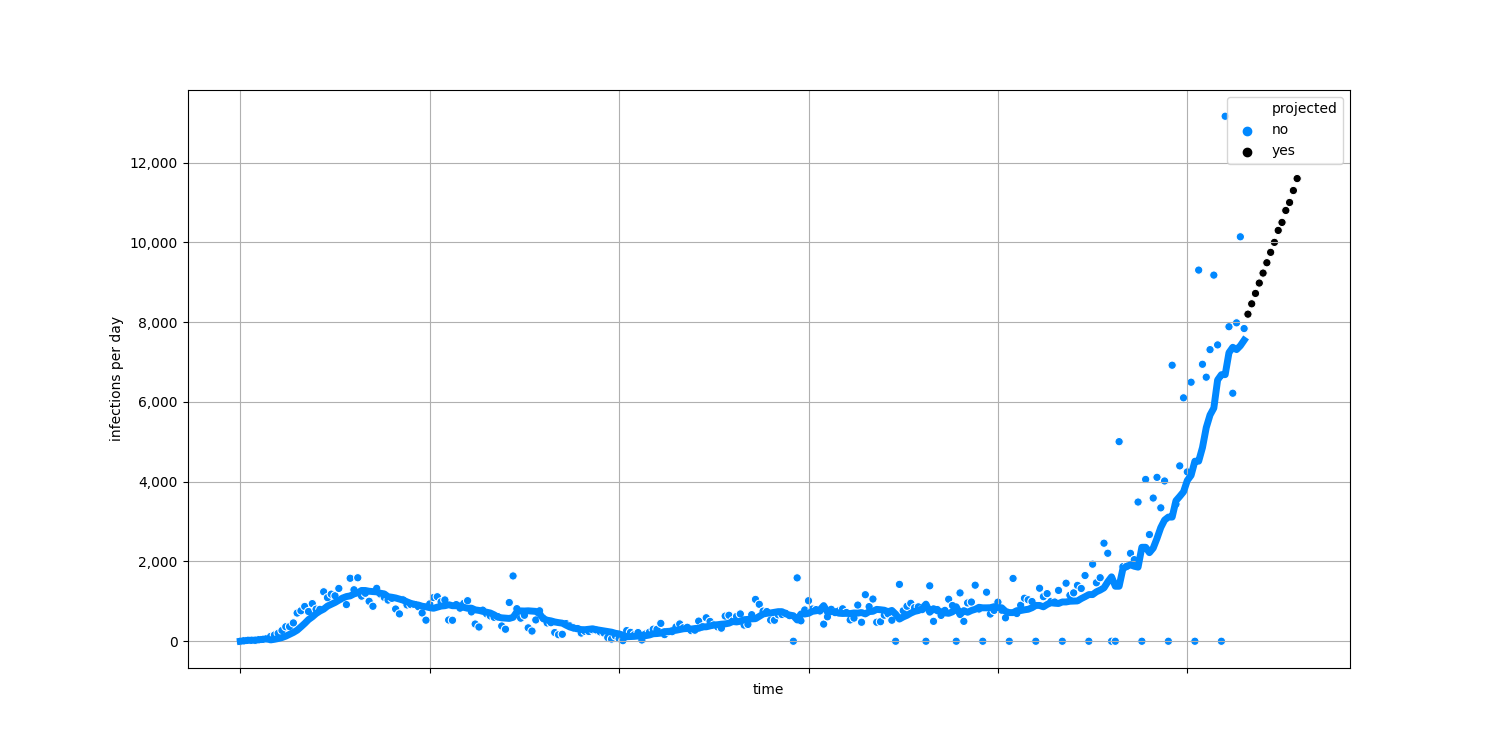 projected
no
yes
12,000
10,000
8,000
6,000
4,000
2,000
0
infections per day
time